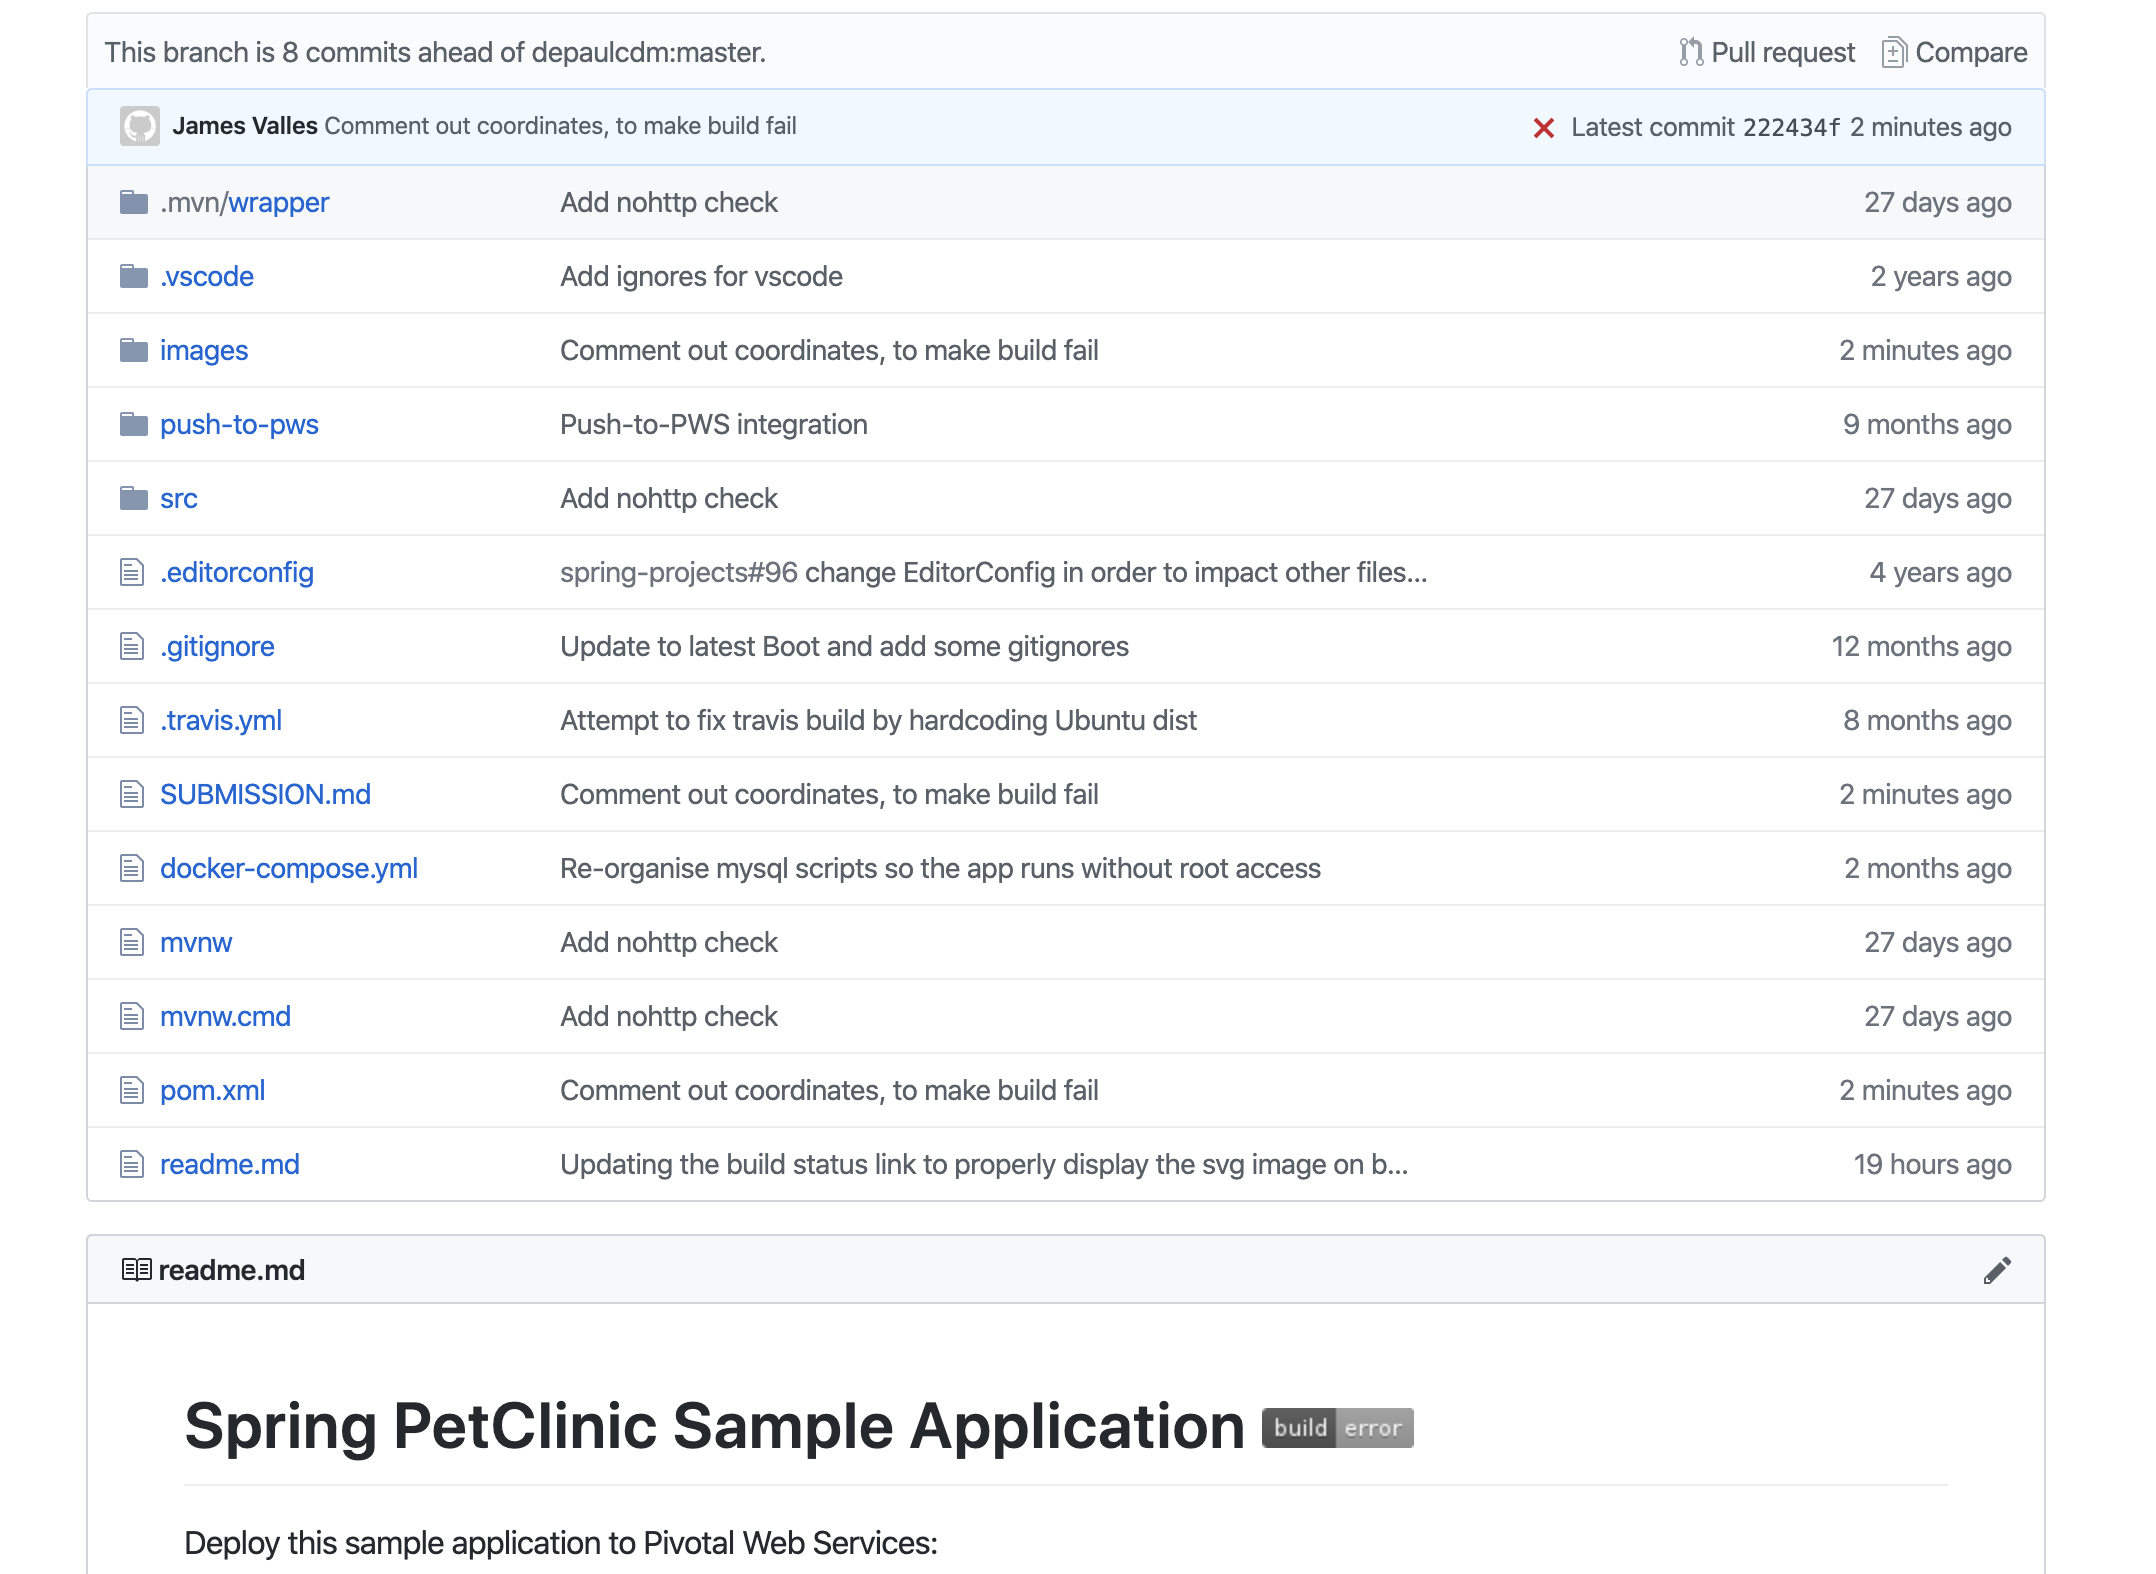 This branch is 8 commits ahead of depaulcdm:master. Pull request Compare
James Valles Comment out coordinates, to make build fail Latest commit 222434f 2 minutes ago
.mvn/wrapper Add nohttp check 27 days ago
.vscode Add ignores for vscode 2 years ago
images Comment out coordinates, to make build fail 2 minutes ago
push-to-pws Push-to-PWS integration 9 months ago
src Add nohttp check 27 days ago
.editorconfig spring-projects#96 change EditorConfig in order to impact other files... 4 years ago
.gitignore Update to latest Boot and add some gitignores 12 months ago
.travis.yml Attempt to fix travis build by hardcoding Ubuntu dist 8 months ago
SUBMISSION.md Comment out coordinates, to make build fail 2 minutes ago
docker-compose.yml Re-organise mysql scripts so the app runs without root access 2 months ago
mvnw Add nohttp check 27 days ago
mvnw.cmd Add nohttp check 27 days ago
pom.xml Comment out coordinates, to make build fail 2 minutes ago
readme.md Updating the build status link to properly display the svg image on b... 19 hours ago
readme.md
Spring PetClinic Sample Application build error
Deploy this sample application to Pivotal Web Services: